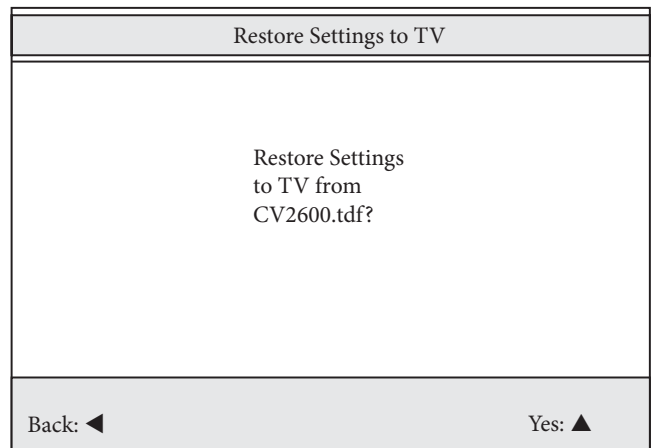 Restore Settings to TV
Restore Settings
to TV from
CV2600.tdf?
Back: ◀
Yes: ▲